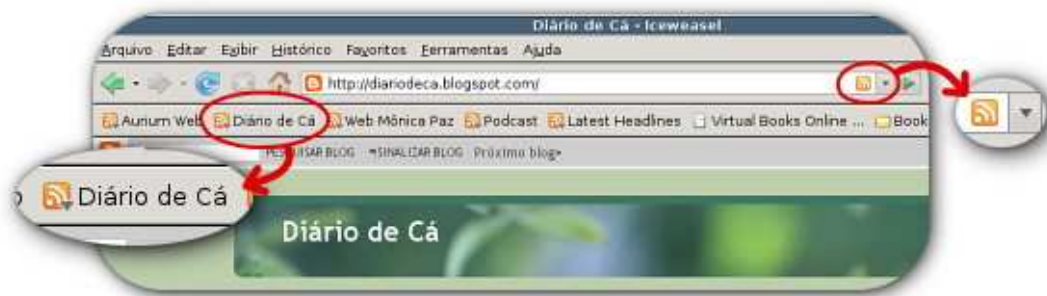 Diário de Cá - Iceweasel
Arquivo Editar Exibir Histórico Favoritos Ferramentas Ajuda
http://diariodeca.blogspot.com/
Aurium Web Diário de Cá Web Mônica Paz Podcast Latest Headlines Virtual Books Online ... Book
PESQUISAR BLOG SINALIZAR BLOG Próximo blog»
Diário de Cá
Diário de Cá